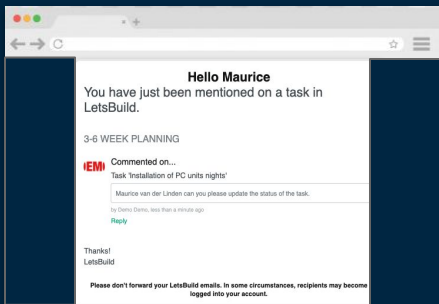 Hello Maurice
You have just been mentioned on a task in
LetsBuild.
3-6 WEEK PLANNING
(EM)
Commented on...
Task 'Installation of PC units nights'
Maurice van der Linden can you please update the status of the task.
by Demo Demo, less than a minute ago
Reply
Thanks!
LetsBuild
Please don't forward your LetsBuild emails. In some circumstances, recipients may become
logged into your account.